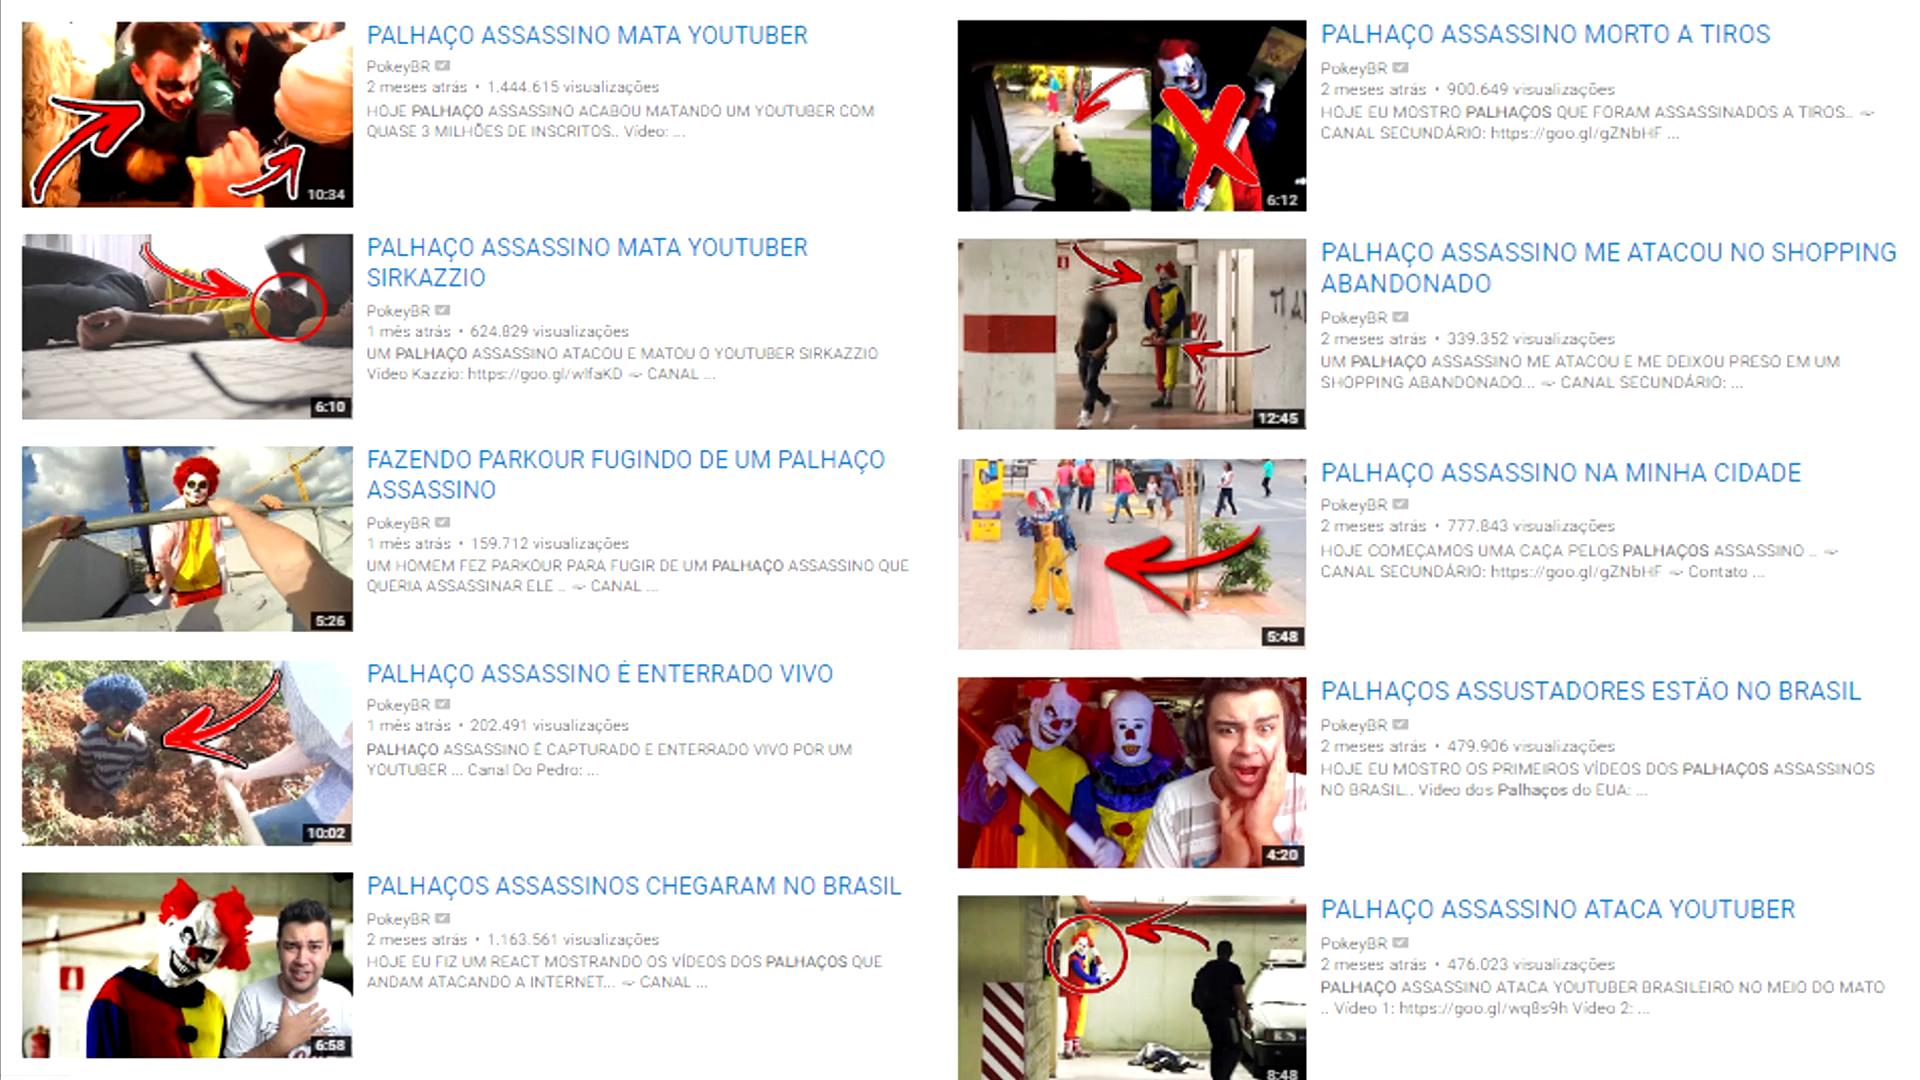 PALHAÇO ASSASSINO MATA YOUTUBER
PokeyBR
2 meses atrás • 1.444.615 visualizações
HOJE PALHAÇO ASSASSINO ACABOU MATANDO UM YOUTUBER COM
QUASE 3 MILHÕES DE INSCRITOS.. Vídeo: ...
10:34
PALHAÇO ASSASSINO MATA YOUTUBER
SIRKAZZIO
PokeyBR
1 mês atrás • 624.829 visualizações
UM PALHAÇO ASSASSINO ATACOU E MATOU O YOUTUBER SIRKAZZIO
Vídeo Kazzio: https://goo.gl/wIfaKD ~ CANAL ...
6:10
FAZENDO PARKOUR FUGINDO DE UM PALHAÇO
ASSASSINO
PokeyBR
1 mês atrás • 159.712 visualizações
UM HOMEM FEZ PARKOUR PARA FUGIR DE UM PALHAÇO ASSASSINO QUE
QUERIA ASSASSINAR ELE .. ~ CANAL ...
5:26
PALHAÇO ASSASSINO É ENTERRADO VIVO
PokeyBR
1 mês atrás • 202.491 visualizações
PALHAÇO ASSASSINO É CAPTURADO E ENTERRADO VIVO POR UM
YOUTUBER ... Canal Do Pedro: ...
10:02
PALHAÇOS ASSASSINOS CHEGARAM NO BRASIL
PokeyBR
2 meses atrás • 1.163.561 visualizações
HOJE EU FIZ UM REACT MOSTRANDO OS VÍDEOS DOS PALHAÇOS QUE
ANDAM ATACANDO A INTERNET... ~ CANAL ...
6:58
PALHAÇO ASSASSINO MORTO A TIROS
PokeyBR
2 meses atrás • 900.649 visualizações
HOJE EU MOSTRO PALHAÇOS QUE FORAM ASSASSINADOS A TIROS.. ~
CANAL SECUNDÁRIO: https://goo.gl/gZNbHF ...
6:12
PALHAÇO ASSASSINO ME ATACOU NO SHOPPING
ABANDONADO
PokeyBR
2 meses atrás • 339.352 visualizações
UM PALHAÇO ASSASSINO ME ATACOU E ME DEIXOU PRESO EM UM
SHOPPING ABANDONADO... ~ CANAL SECUNDÁRIO: ...
12:45
PALHAÇO ASSASSINO NA MINHA CIDADE
PokeyBR
2 meses atrás • 777.843 visualizações
HOJE COMEÇAMOS UMA CAÇA PELOS PALHAÇOS ASSASSINO .. ~
CANAL SECUNDÁRIO: https://goo.gl/gZNbHF ~ Contato ...
5:48
PALHAÇOS ASSUSTADORES ESTÃO NO BRASIL
PokeyBR
2 meses atrás • 479.906 visualizações
HOJE EU MOSTRO OS PRIMEIROS VÍDEOS DOS PALHAÇOS ASSASSINOS
NO BRASIL.. Vídeo dos Palhaços do EUA: ...
4:20
PALHAÇO ASSASSINO ATACA YOUTUBER
PokeyBR
2 meses atrás • 476.023 visualizações
PALHAÇO ASSASSINO ATACA YOUTUBER BRASILEIRO NO MEIO DO MATO
.. Vídeo 1: https://goo.gl/wq8s9h Vídeo 2: ...
8:48